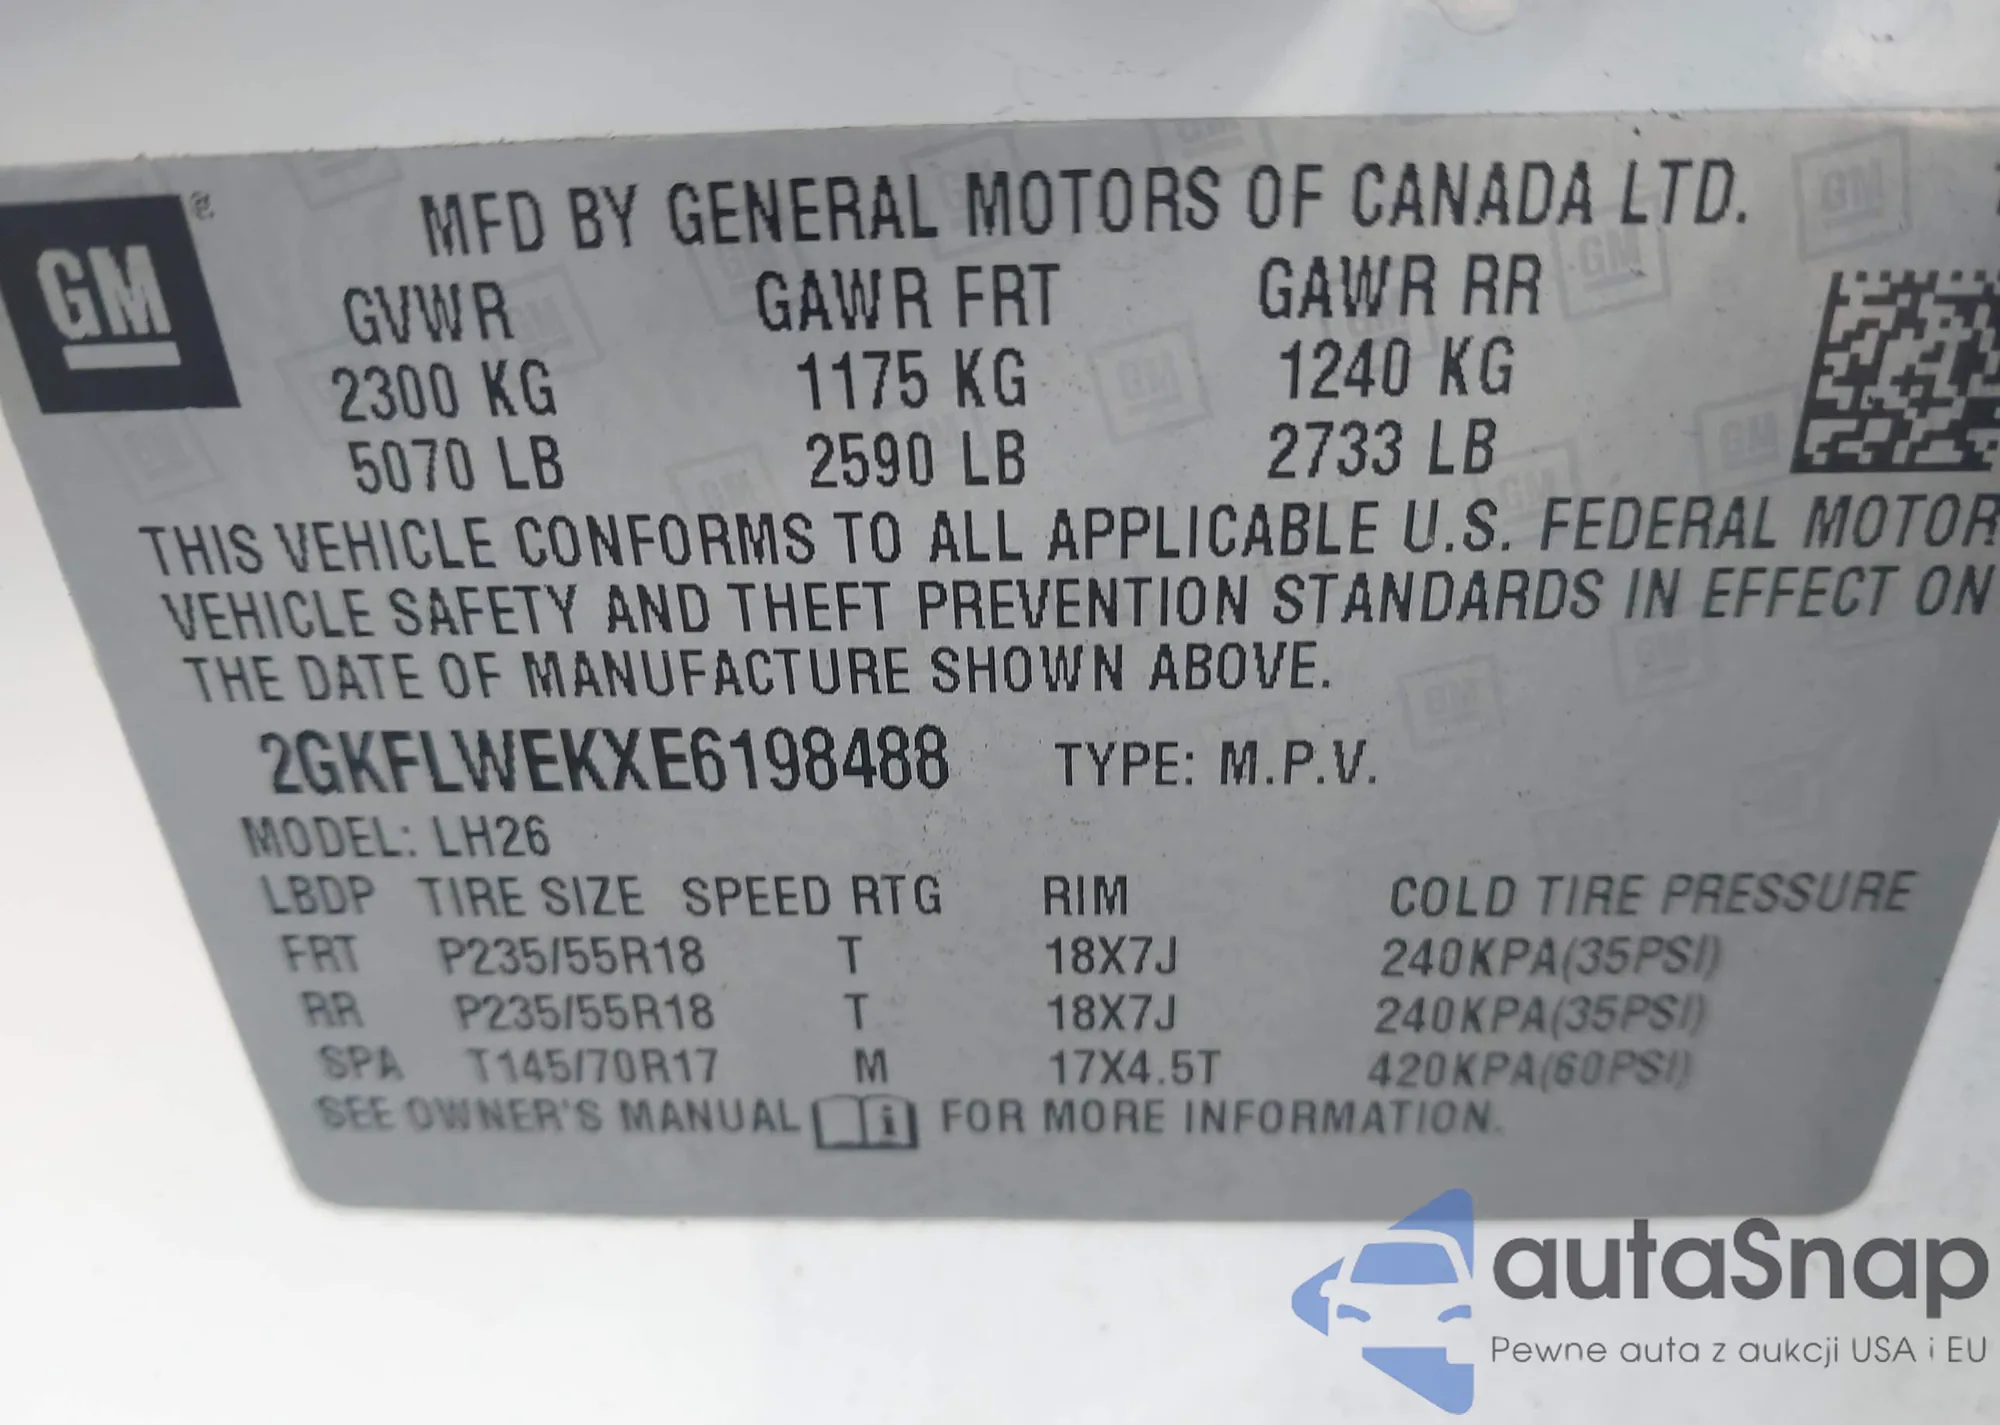 GM
MFD BY GENERAL MOTORS OF CANADA LTD.
GVWR GAWR FRT GAWR RR
2300 KG 1175 KG 1240 KG
5070 LB 2590 LB 2733 LB
THIS VEHICLE CONFORMS TO ALL APPLICABLE U.S. FEDERAL MOTOR
VEHICLE SAFETY AND THEFT PREVENTION STANDARDS IN EFFECT ON
THE DATE OF MANUFACTURE SHOWN ABOVE.
2GKFLWEKXE6198488 TYPE: M.P.V.
MODEL: LH26
LBDP TIRE SIZE SPEED RTG RIM COLD TIRE PRESSURE
FRT P235/55R18 T 18X7J 240KPA(35PSI)
RR P235/55R18 T 18X7J 240KPA(35PSI)
SPA T145/70R17 M 17X4.5T 420KPA(60PSI)
SEE OWNER'S MANUAL FOR MORE INFORMATION.
autaSnap
Pewne auta z aukcji USA i EU